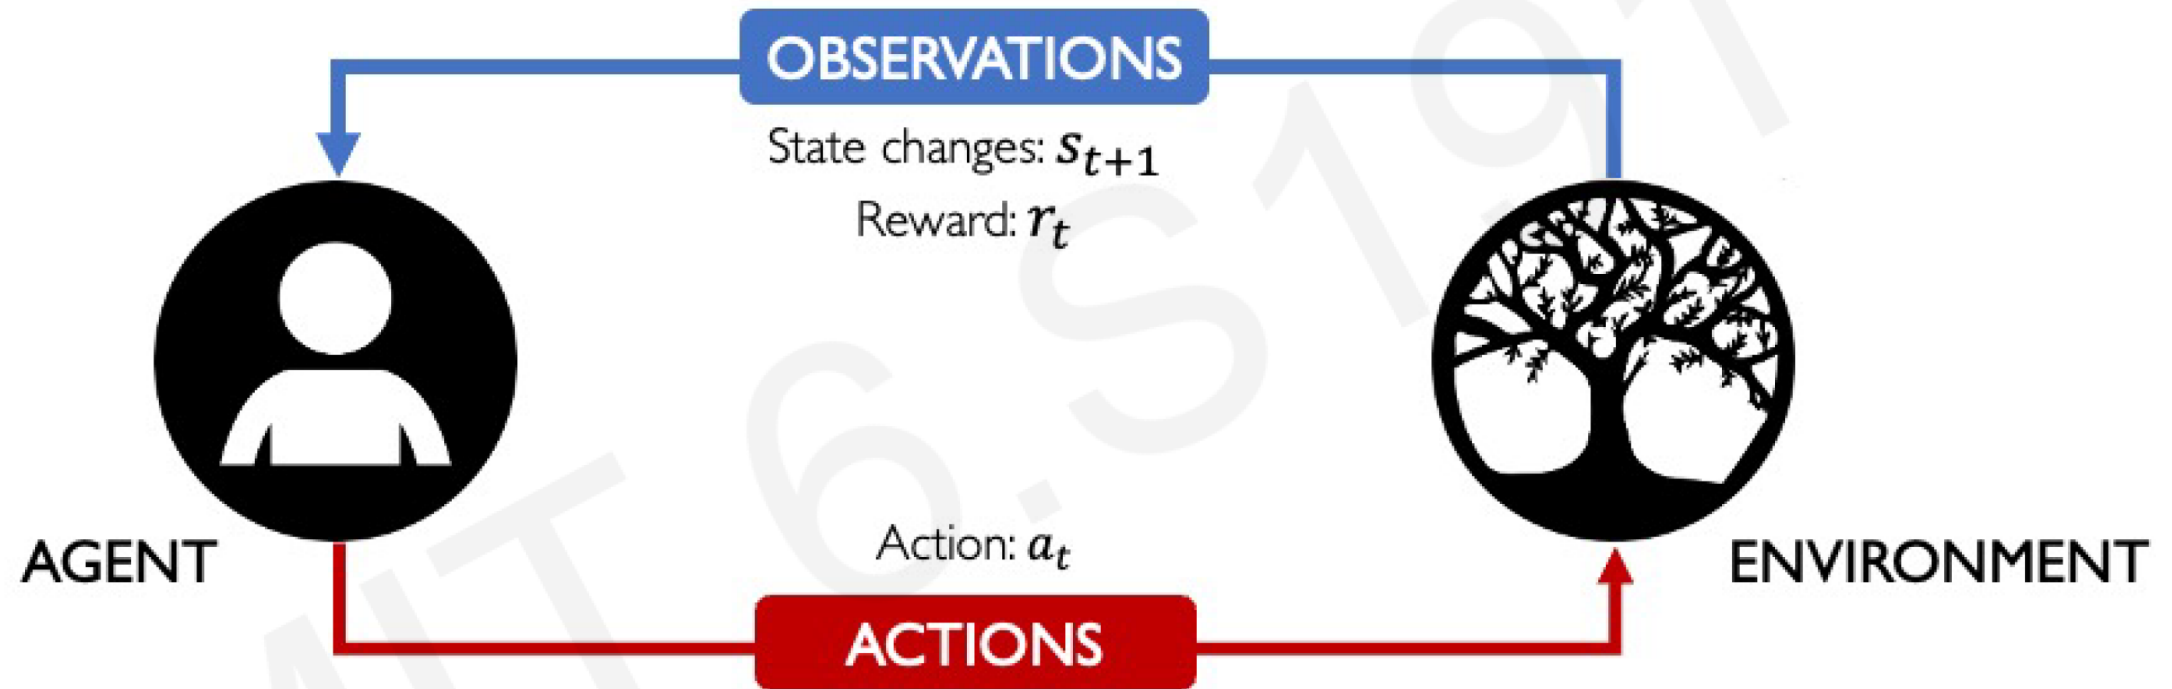 OBSERVATIONS
State changes: s_{t+1}
Reward: r_t
AGENT
Action: a_t
ENVIRONMENT
ACTIONS
MIT 6.S191